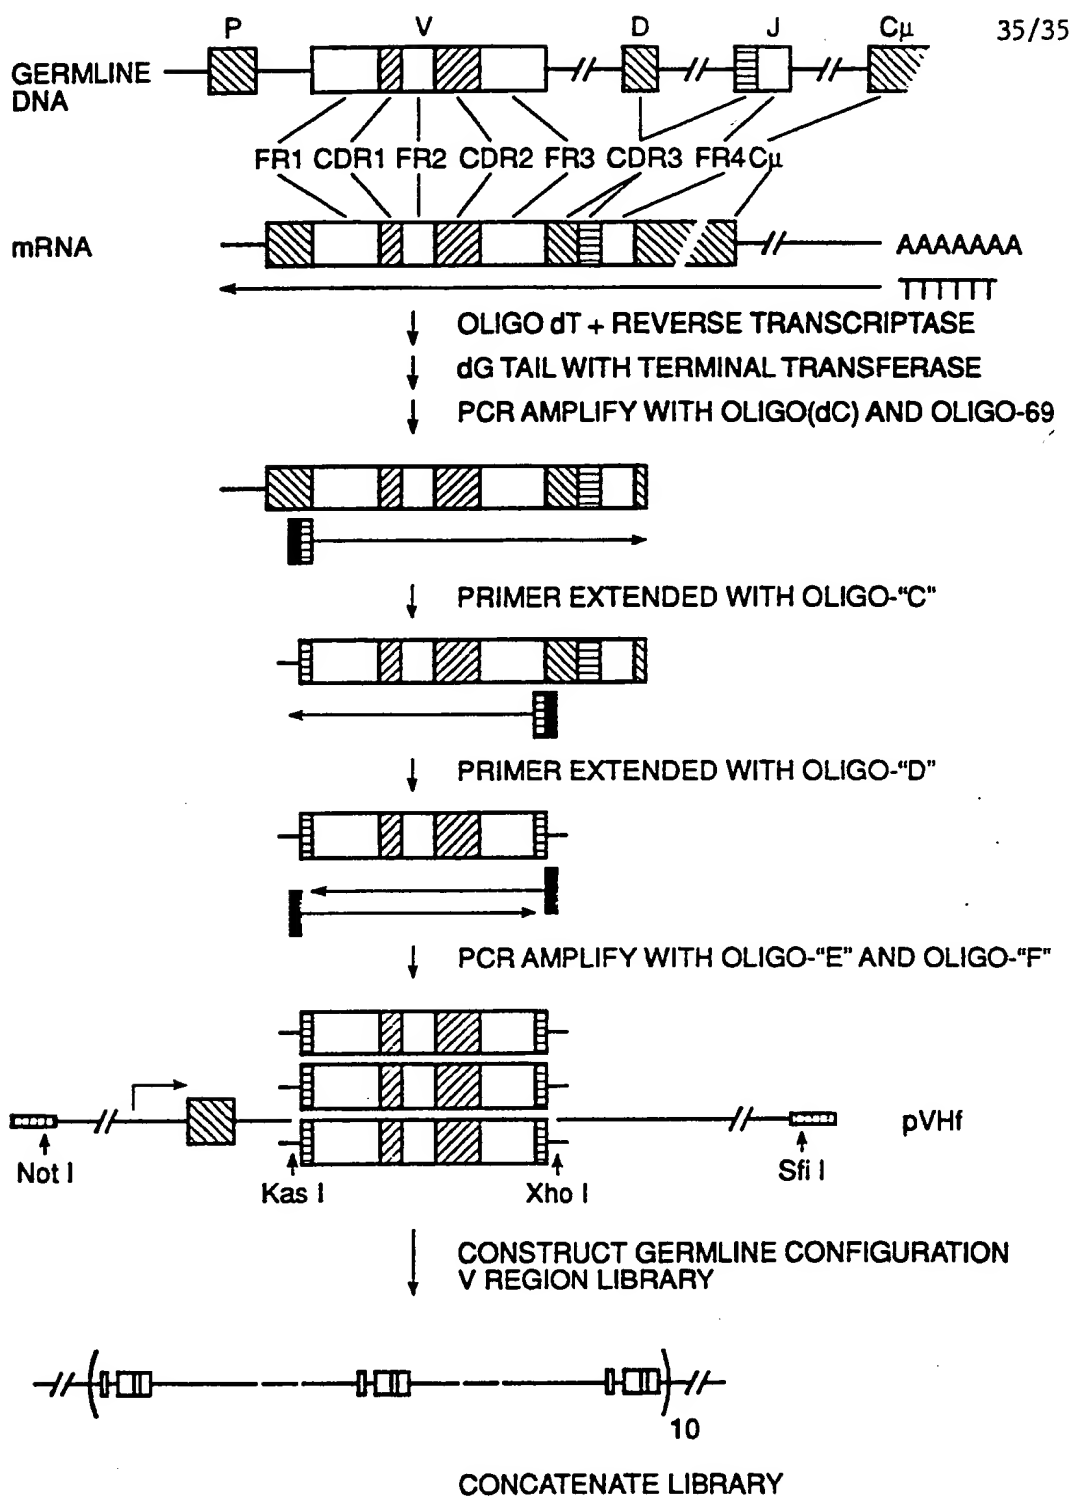 P V D J Cμ 35/35
GERMLINE
DNA
FR1 CDR1 FR2 CDR2 FR3 CDR3 FR4 Cμ
mRNA
AAAAAAA
TTTTTT
OLIGO dT + REVERSE TRANSCRIPTASE
dG TAIL WITH TERMINAL TRANSFERASE
PCR AMPLIFY WITH OLIGO(dC) AND OLIGO-69
PRIMER EXTENDED WITH OLIGO-"C"
PRIMER EXTENDED WITH OLIGO-"D"
PCR AMPLIFY WITH OLIGO-"E" AND OLIGO-"F"
pVHf
Not I
Kas I
Xho I
Sfi I
CONSTRUCT GERMLINE CONFIGURATION
V REGION LIBRARY
10
CONCATENATE LIBRARY